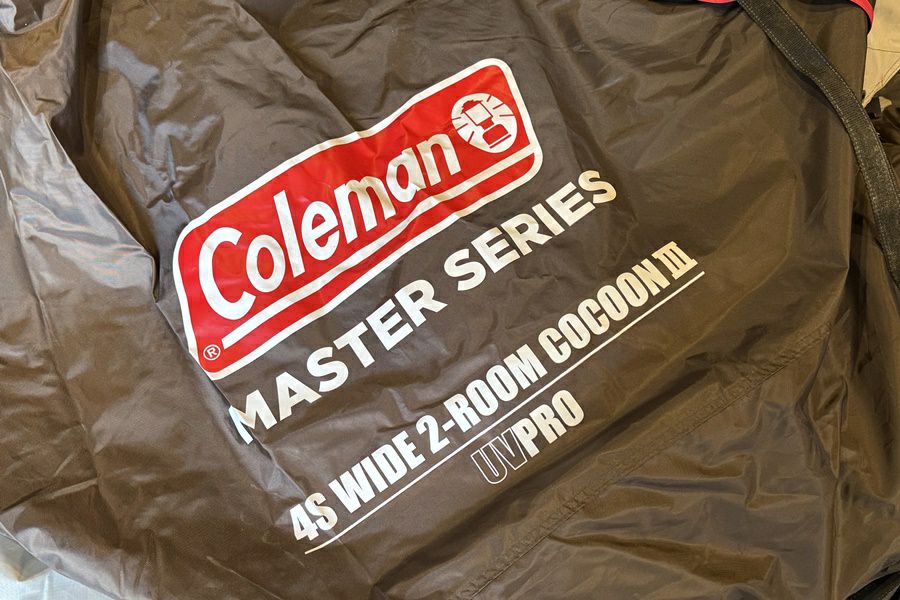 Coleman
®
MASTER SERIES
4S WIDE 2-ROOM COCOON III
UVPRO